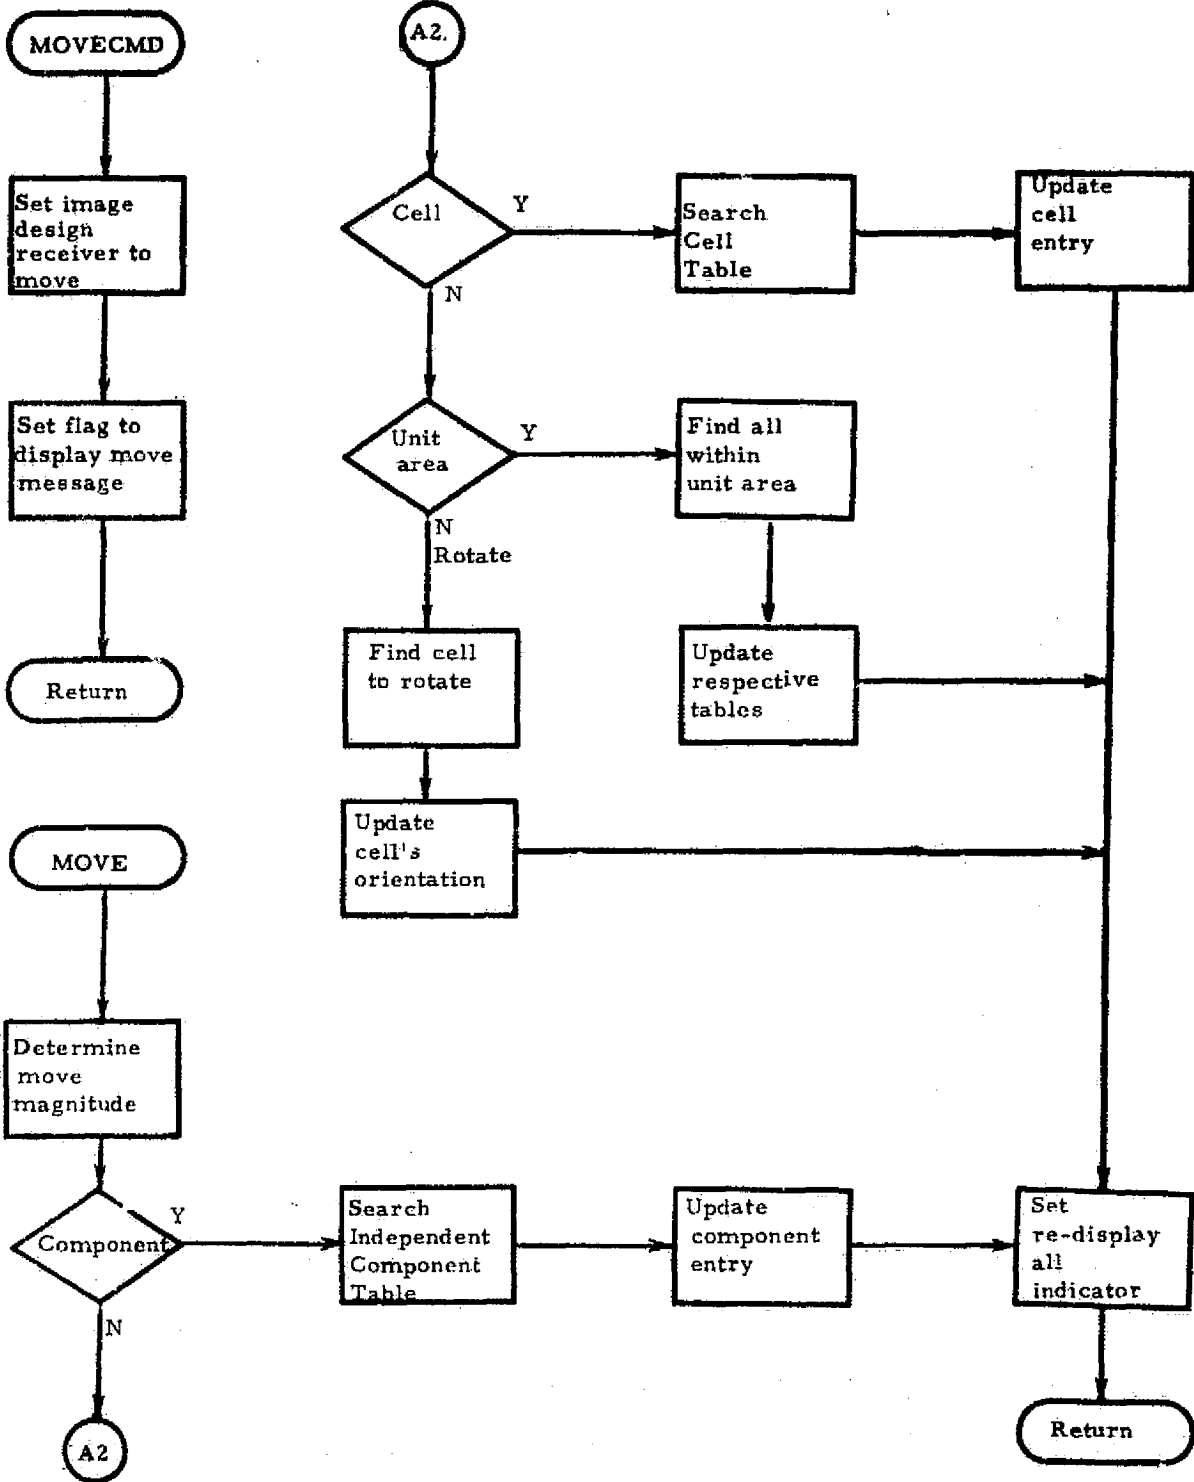 MOVECMD
Set image
design
receiver to
move
Set flag to
display move
message
Return
A2.
Cell
Y
N
Search
Cell
Table
Update
cell
entry
Unit
area
Y
N
Rotate
Find all
within
unit area
Update
respective
tables
Find cell
to rotate
Update
cell's
orientation
MOVE
Determine
move
magnitude
Component
Y
N
A2
Search
Independent
Component
Table
Update
component
entry
Set
re-display
all
indicator
Return